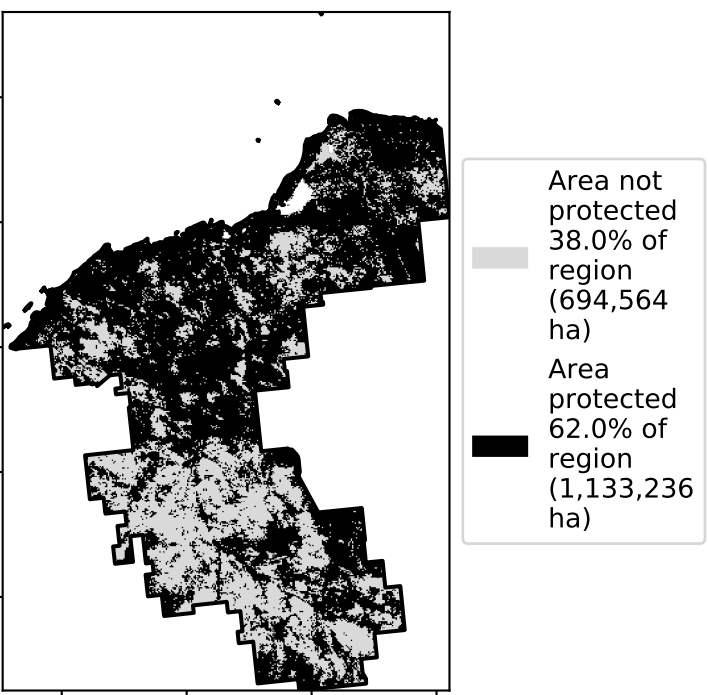 Area not
protected
38.0% of
region
(694,564
ha)
Area
protected
62.0% of
region
(1,133,236
ha)